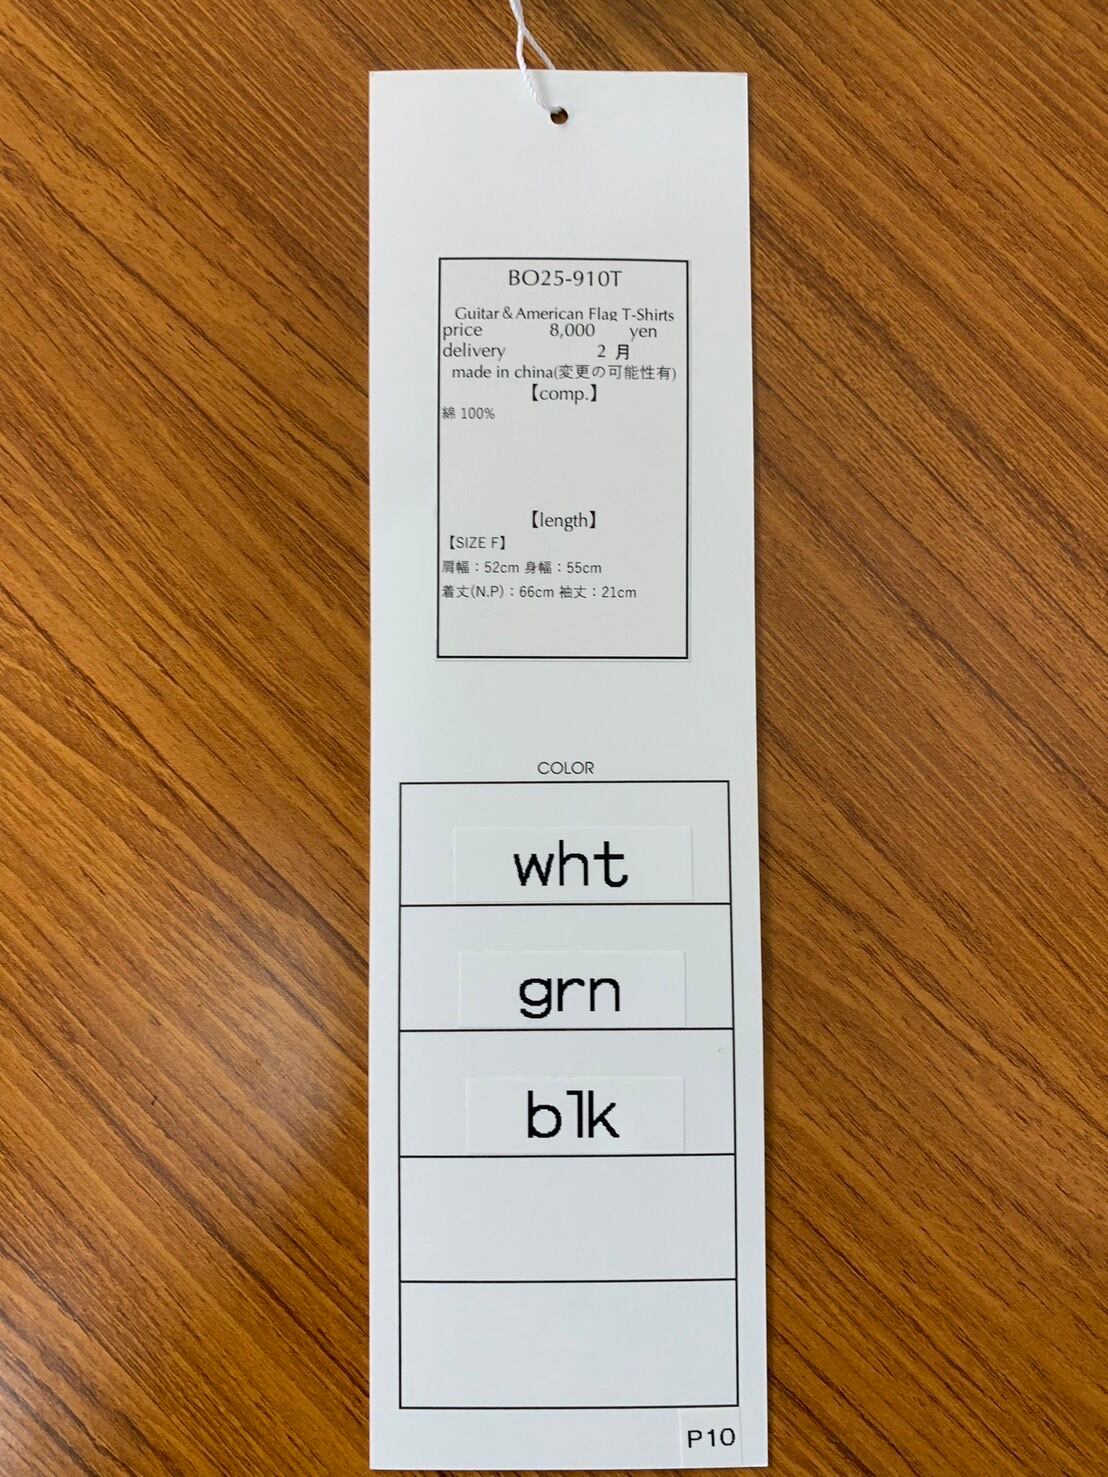 BO25-910T
Guitar & American Flag T-Shirts
price 8,000 yen
delivery 2 月
made in china(変更の可能性有)
【comp.】
綿 100%
【length】
【SIZE F】
肩幅：52cm 身幅：55cm
着丈(N.P)：66cm 袖丈：21cm
COLOR
wht
grn
blk
P10